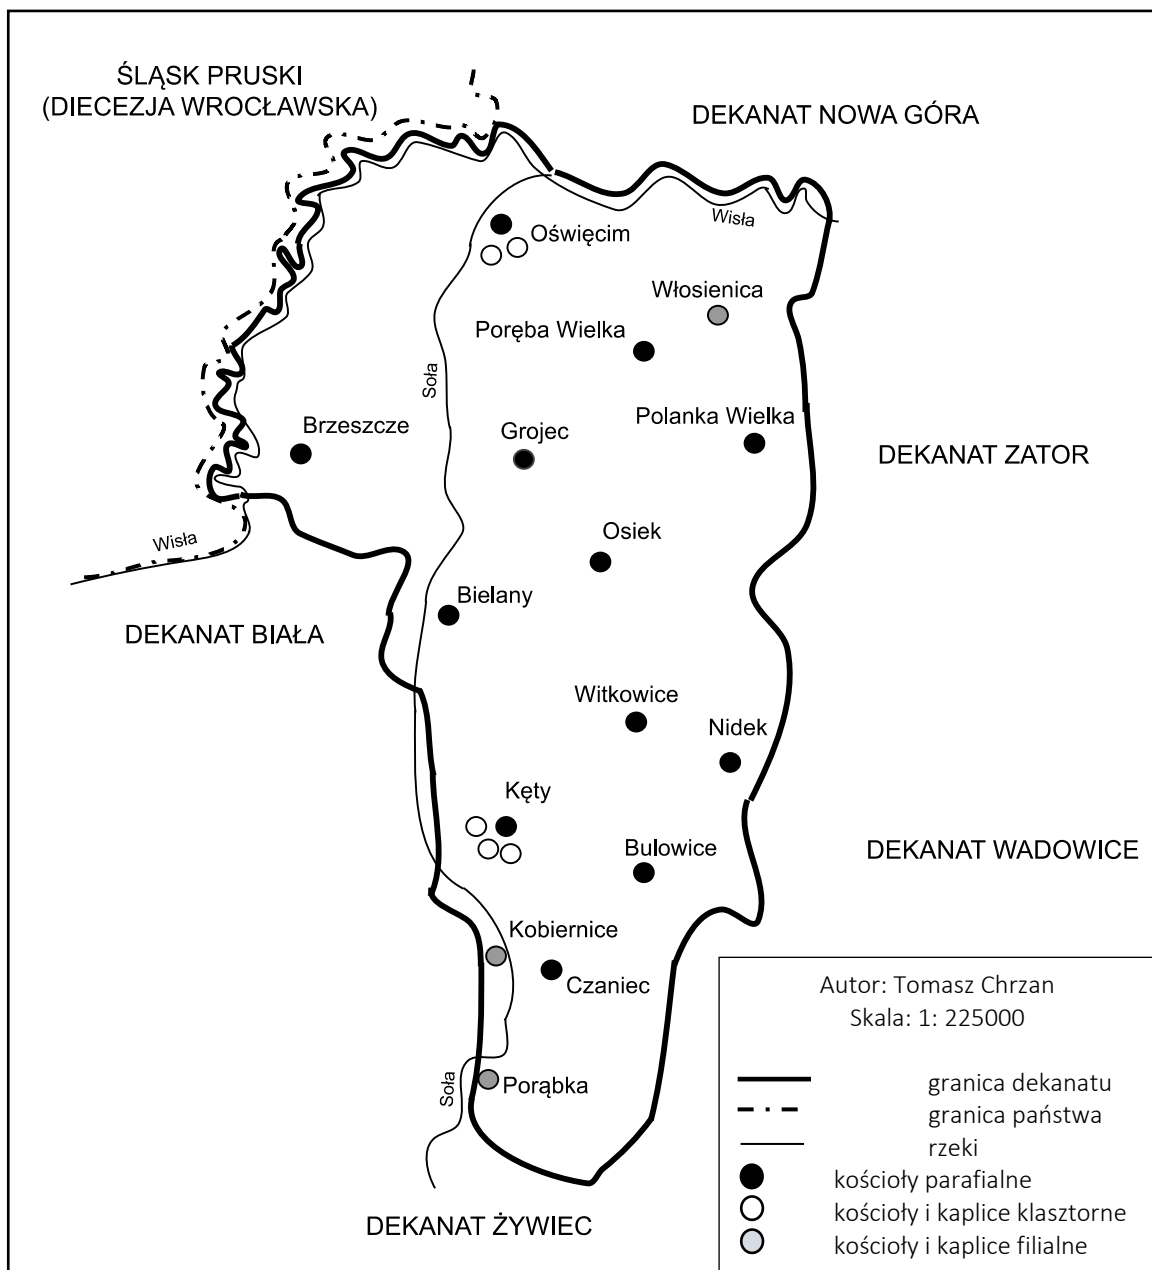 ŚLĄSK PRUSKI
(DIECEZJA WROCŁAWSKA)
DEKANAT NOWA GÓRA
Wisła
Oświęcim
Włosienica
Poręba Wielka
Soła
Polanka Wielka
Brzeszcze
Grojec
DEKANAT ZATOR
Osiek
Wisła
Bielany
DEKANAT BIAŁA
Witkowice
Nidek
Kęty
Bulowice
DEKANAT WADOWICE
Kobiernice
Czaniec
Soła
Porąbka
DEKANAT ŻYWIEC
Autor: Tomasz Chrzan
Skala: 1: 225000
granica dekanatu
granica państwa
rzeki
kościoły parafialne
kościoły i kaplice klasztorne
kościoły i kaplice filialne